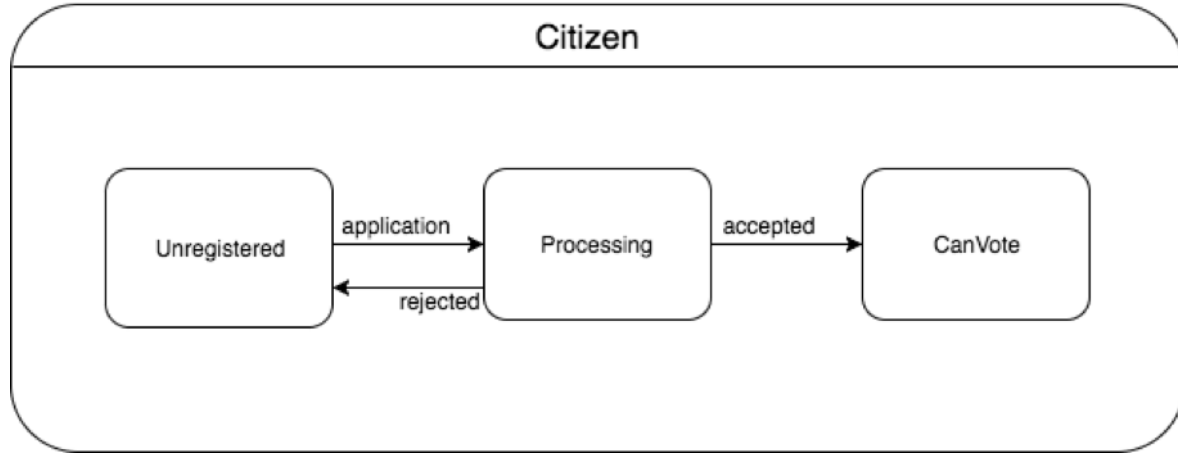 Citizen
Unregistered
application
rejected
Processing
accepted
CanVote